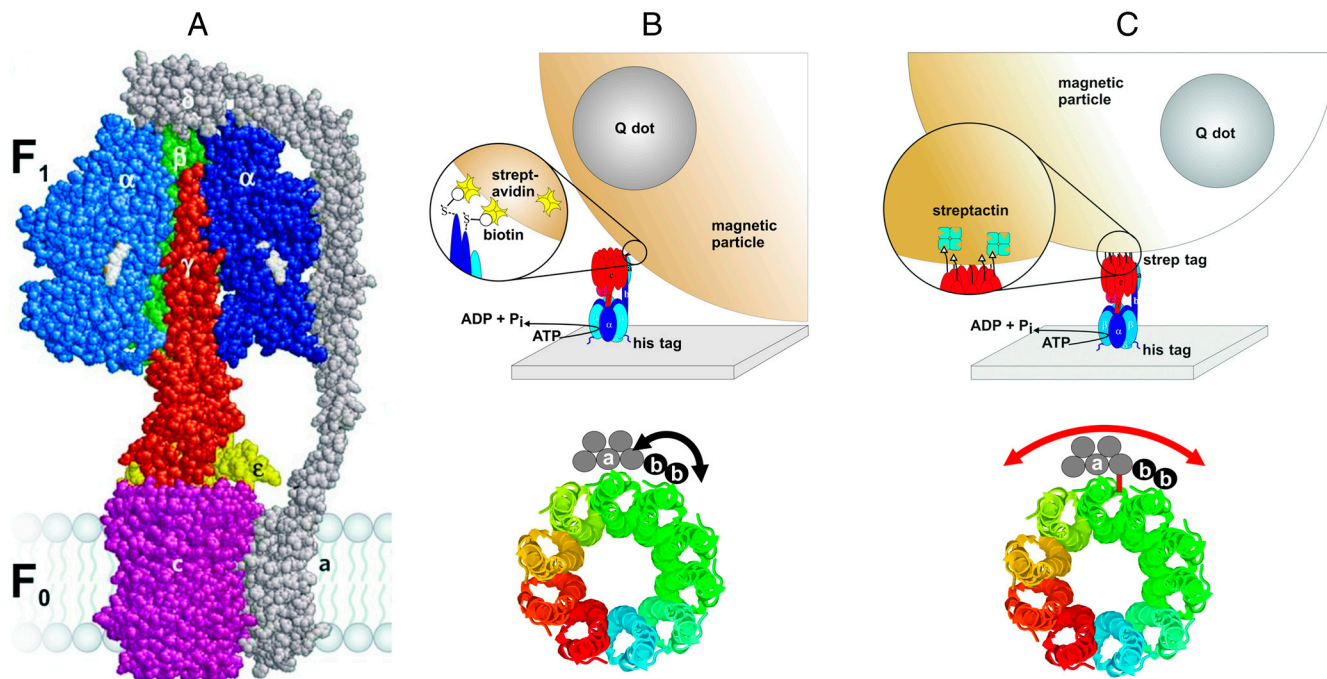 A
B
C
F1
F0
δ
β
α
α
γ
ε
c
a
Q dot
strept-
avidin
biotin
S
S
magnetic
particle
c
b
ADP + Pi
ATP
α
his tag
magnetic
particle
Q dot
streptactin
strep tag
c
b
ADP + Pi
ATP
β
α
β
his tag
a
b
b
a
b
b